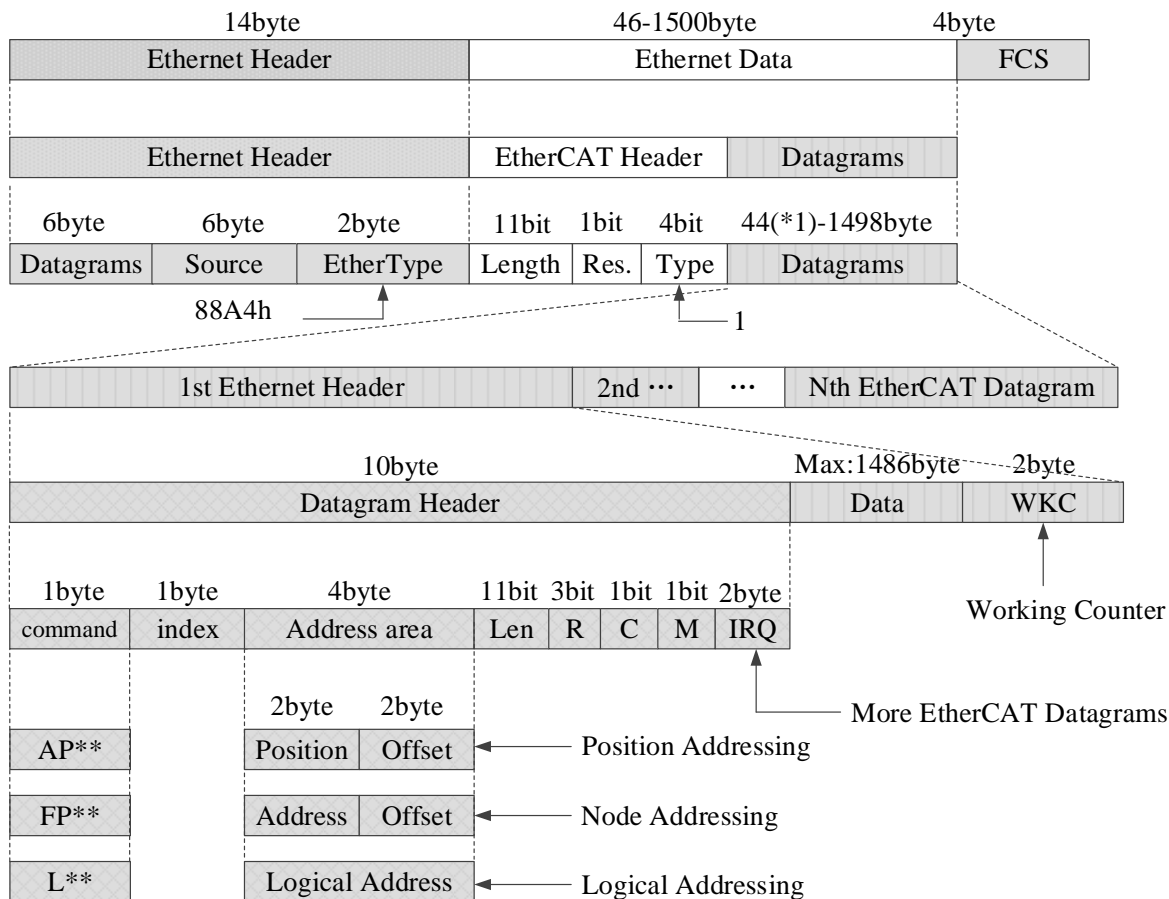 14byte 46-1500byte 4byte
Ethernet Header Ethernet Data FCS
Ethernet Header EtherCAT Header Datagrams
6byte 6byte 2byte 11bit 1bit 4bit 44(*1)-1498byte
Datagrams Source EtherType Length Res. Type Datagrams
88A4h 1
1st Ethernet Header 2nd ··· ··· Nth EtherCAT Datagram
10byte Max:1486byte 2byte
Datagram Header Data WKC
1byte 1byte 4byte 11bit 3bit 1bit 1bit 2byte
Working Counter
command index Address area Len R C M IRQ
2byte 2byte
More EtherCAT Datagrams
AP** Position Offset Position Addressing
FP** Address Offset Node Addressing
L** Logical Address Logical Addressing